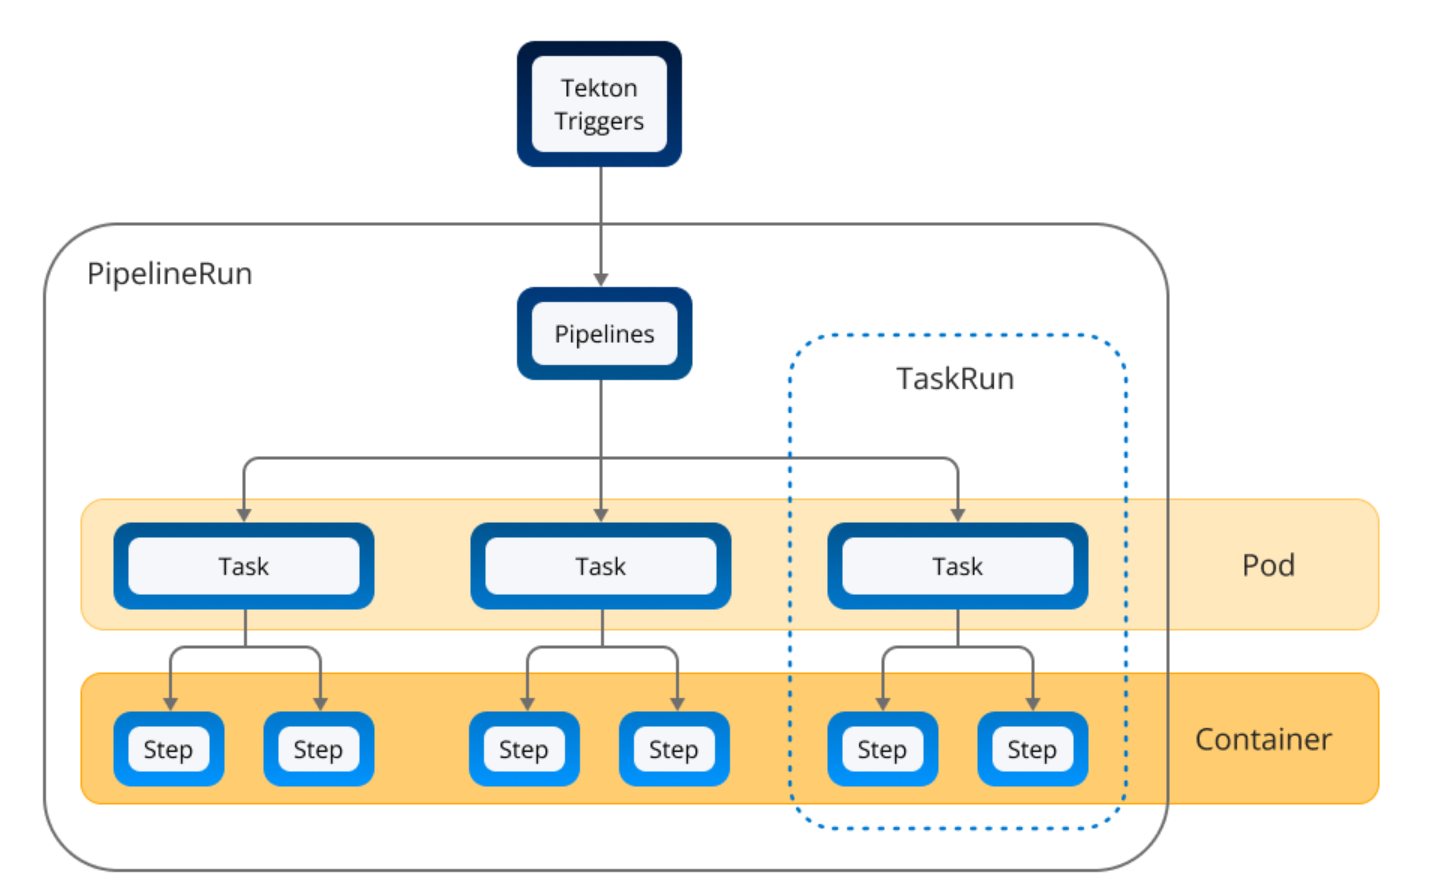 Tekton
Triggers
PipelineRun
Pipelines
TaskRun
Task
Task
Task
Pod
Step
Step
Step
Step
Step
Step
Container